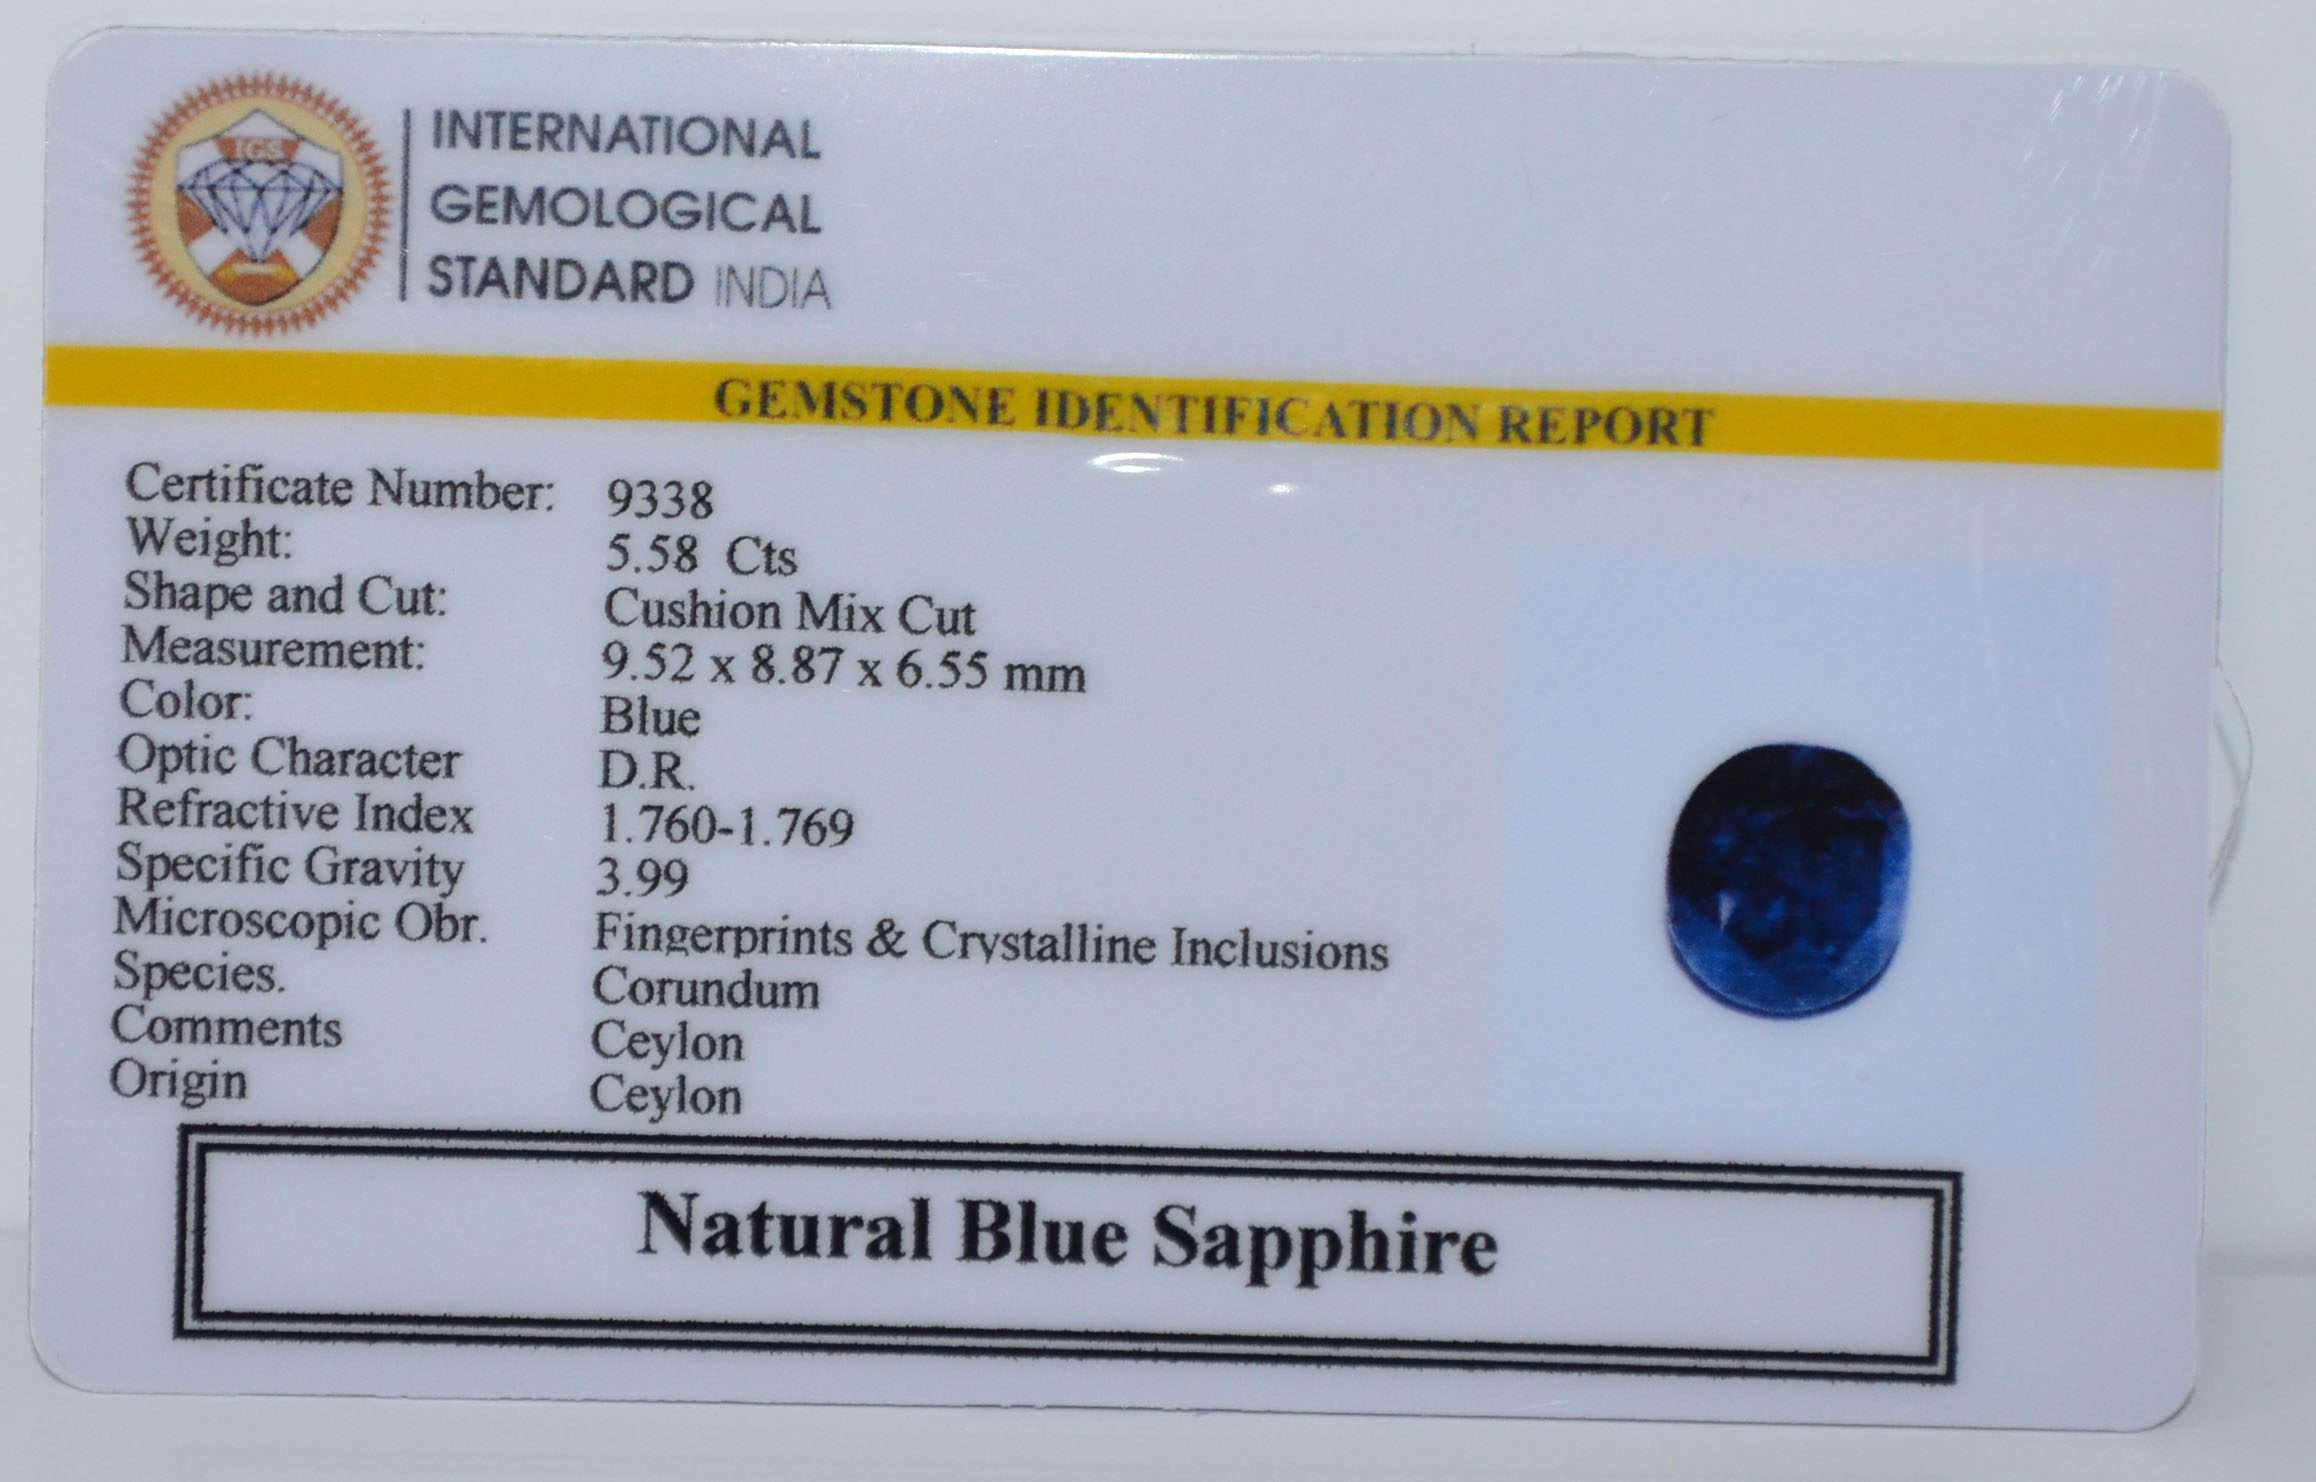 IGS
INTERNATIONAL
GEMOLOGICAL
STANDARD INDIA
GEMSTONE IDENTIFICATION REPORT
Certificate Number: 9338
Weight: 5.58 Cts
Shape and Cut: Cushion Mix Cut
Measurement: 9.52 x 8.87 x 6.55 mm
Color: Blue
Optic Character D.R.
Refractive Index 1.760-1.769
Specific Gravity 3.99
Microscopic Obr. Fingerprints & Crystalline Inclusions
Species. Corundum
Comments Ceylon
Origin Ceylon
Natural Blue Sapphire